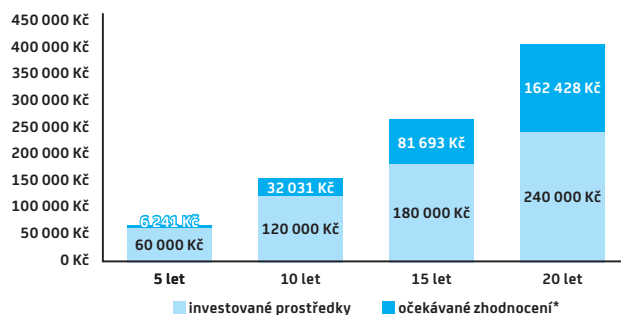 450 000 Kč
400 000 Kč
350 000 Kč
300 000 Kč
250 000 Kč
200 000 Kč
150 000 Kč
100 000 Kč
50 000 Kč
0 Kč
6 241 Kč
60 000 Kč
32 031 Kč
120 000 Kč
81 693 Kč
180 000 Kč
162 428 Kč
240 000 Kč
5 let 10 let 15 let 20 let
investované prostředky očekávané zhodnocení*